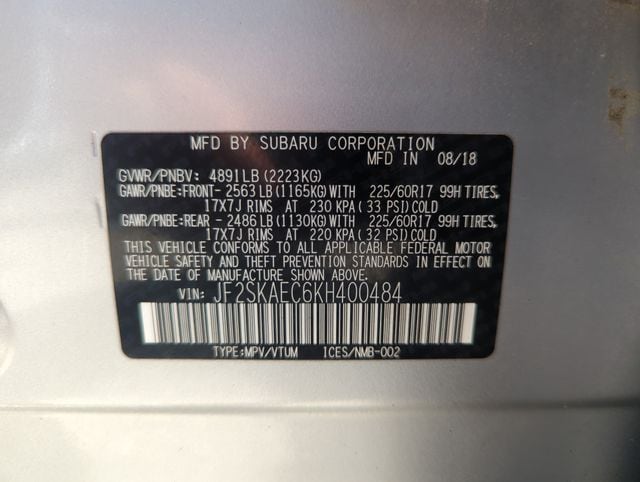 MFD BY SUBARU CORPORATION
MFD IN 08/18
GVWR/PNBV: 4891LB(2223KG)
GAWR/PNBE:FRONT-2563LB(1165KG)WITH 225/60R17 99H TIRES,
17X7J RIMS AT 230 KPA(33 PSI)COLD
GAWR/PNBE:REAR -2486LB(1130KG)WITH 225/60R17 99H TIRES,
17X7J RIMS AT 220 KPA(32 PSI)COLD
THIS VEHICLE CONFORMS TO ALL APPLICABLE FEDERAL MOTOR
VEHICLE SAFETY AND THEFT PREVENTION STANDARDS IN EFFECT ON
THE DATE OF MANUFACTURE SHOWN ABOVE.
VIN: JF2SKAEC6KH400484
TYPE:MPV/VTUM ICES/NMB-002